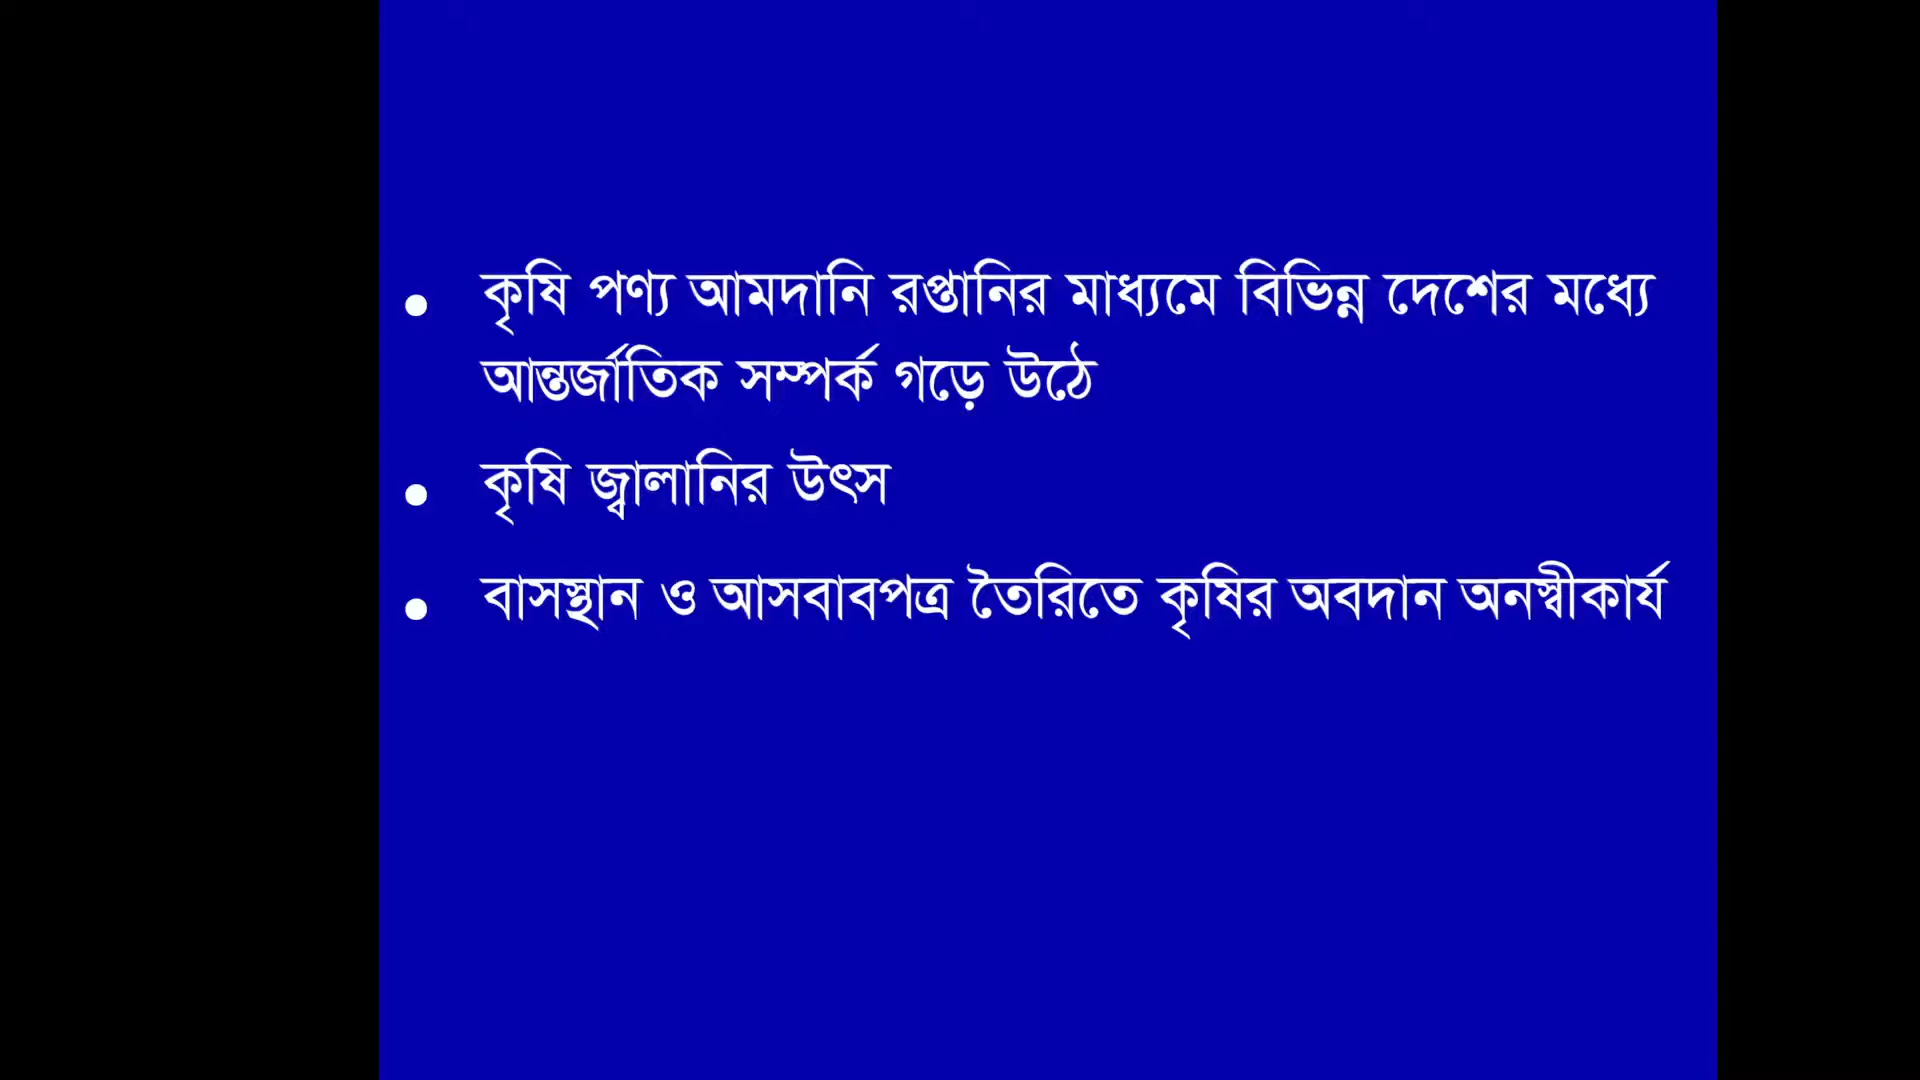 • কৃষি পণ্য আমদানি রপ্তানির মাধ্যমে বিভিন্ন দেশের মধ্যে
আন্তর্জাতিক সম্পর্ক গড়ে উঠে
• কৃষি জ্বালানির উৎস
• বাসস্থান ও আসবাবপত্র তৈরিতে কৃষির অবদান অনস্বীকার্য